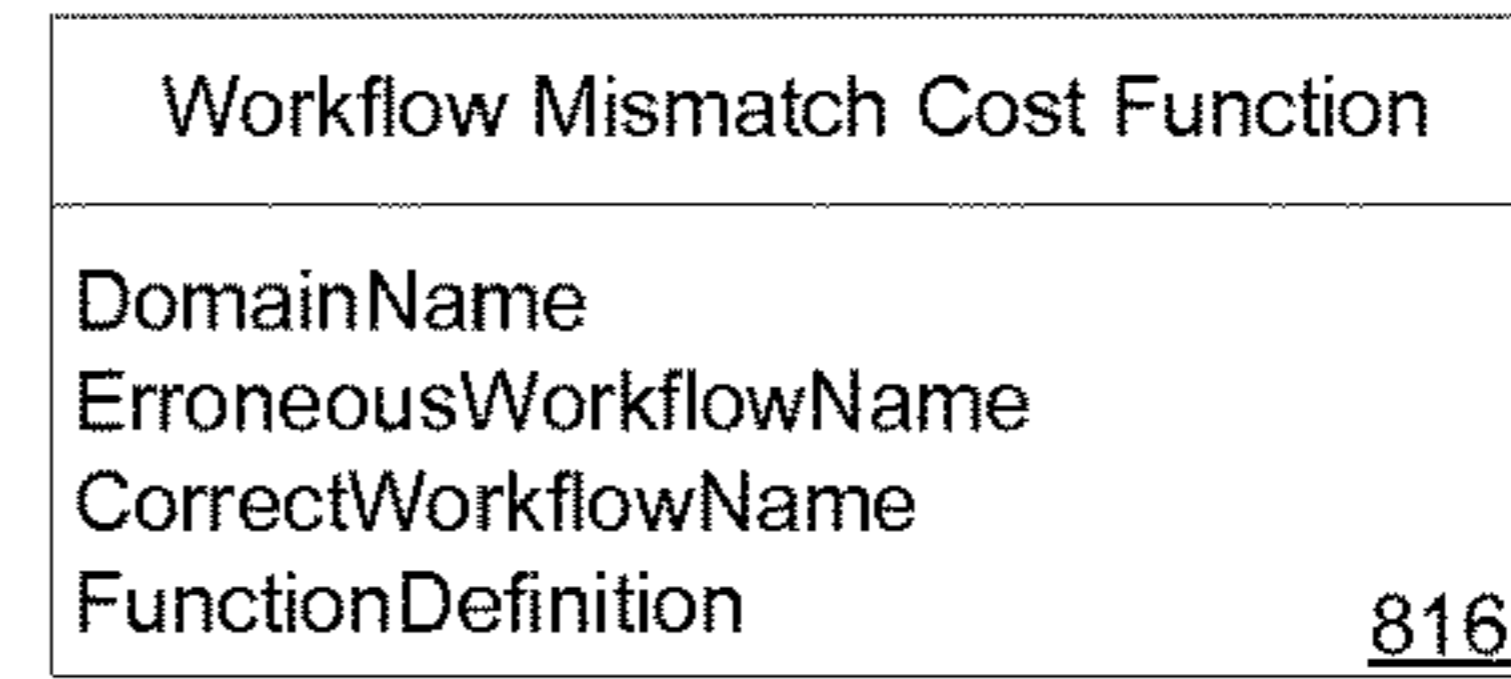 Workflow Mismatch Cost Function
DomainName
ErroneousWorkflowName
CorrectWorkflowName
FunctionDefinition
816